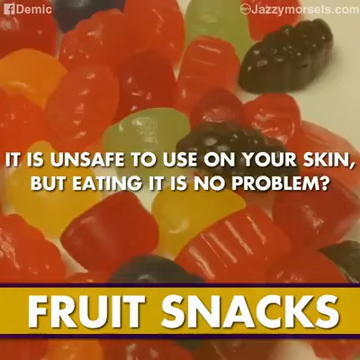 Demic
Jazzymorsels.com
IT IS UNSAFE TO USE ON YOUR SKIN,
BUT EATING IT IS NO PROBLEM?
FRUIT SNACKS